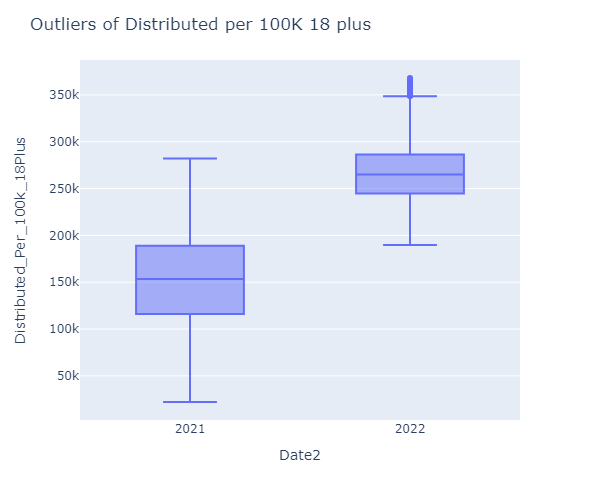 Outliers of Distributed per 100K 18 plus
Distributed_Per_100k_18Plus
350k
300k
250k
200k
150k
100k
50k
2021
2022
Date2